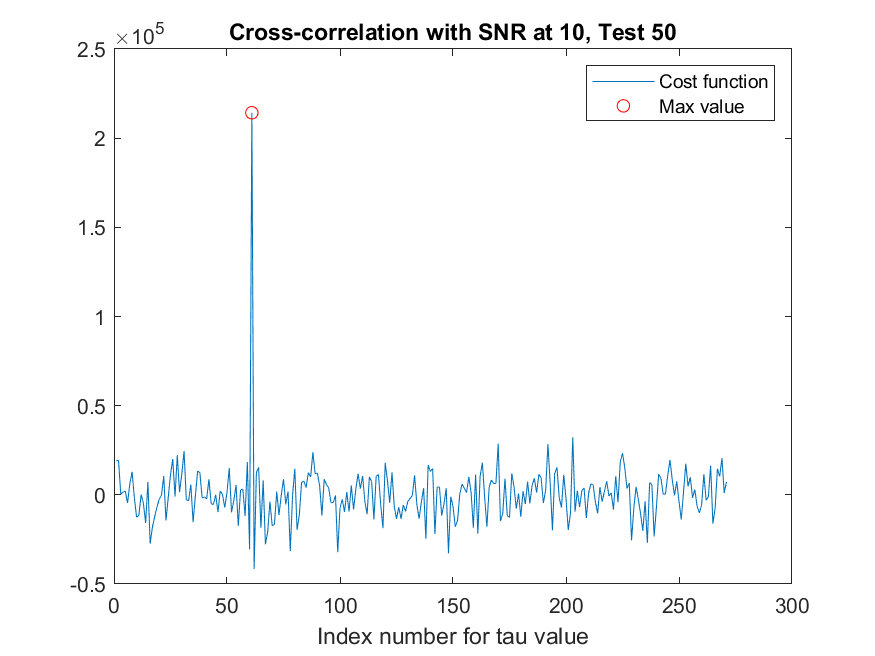 Cross-correlation with SNR at 10, Test 50
×10^5
Cost function
Max value
2.5
2
1.5
1
0.5
0
-0.5
0 50 100 150 200 250 300
Index number for tau value